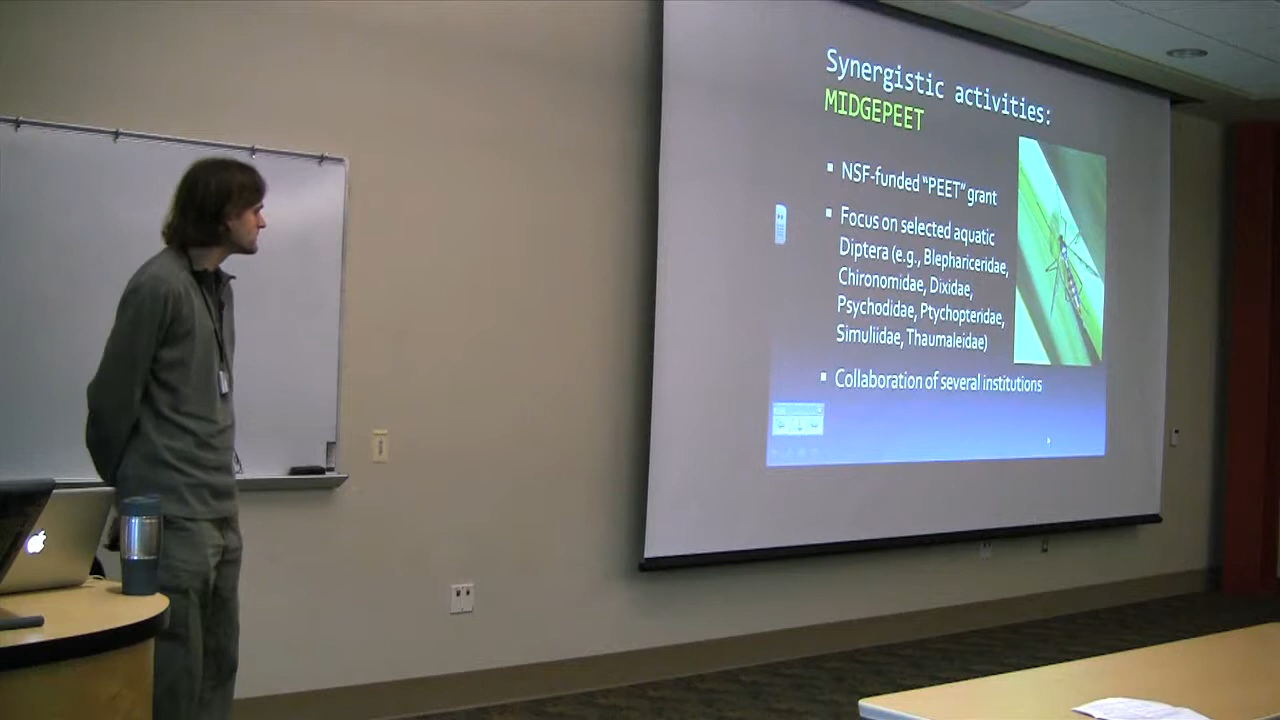 Synergistic activities:
MIDGEPEET
NSF-funded “PEET” grant
Focus on selected aquatic
Diptera (e.g., Blephariceridae,
Chironomidae, Dixidae,
Psychodidae, Ptychopteridae,
Simuliidae, Thaumaleidae)
Collaboration of several institutions